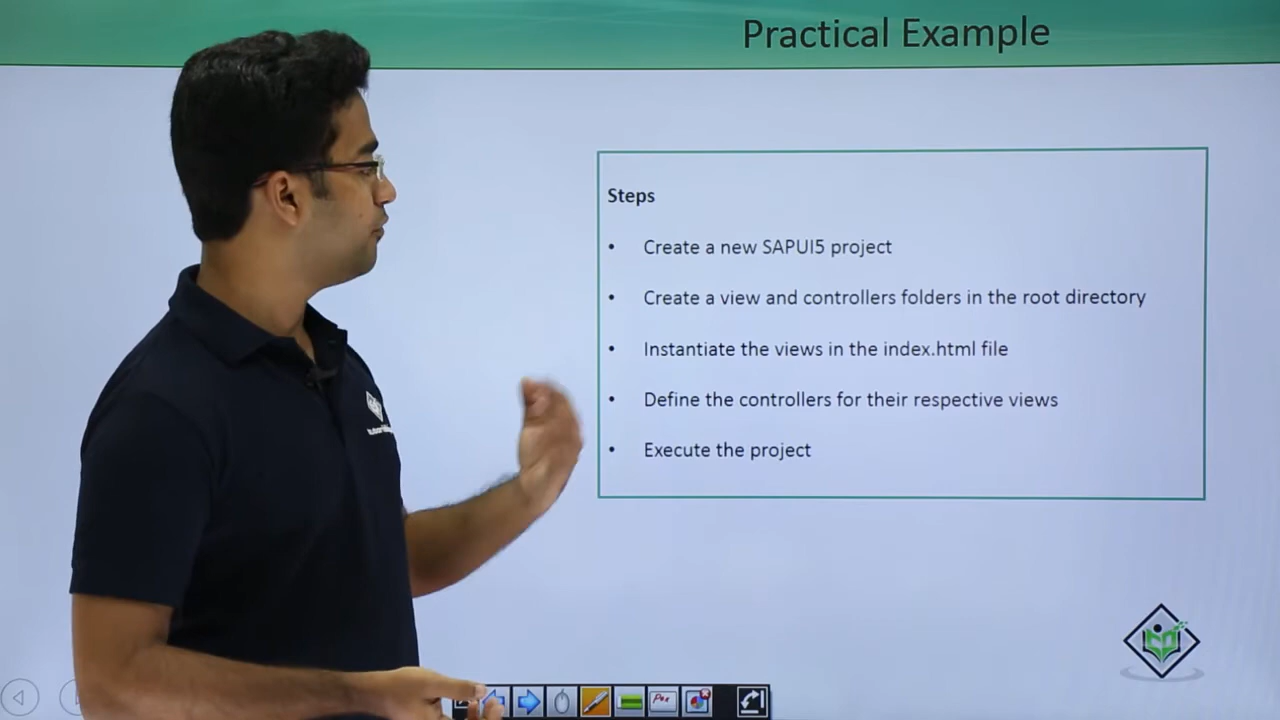 Practical Example
Steps
• Create a new SAPUI5 project
• Create a view and controllers folders in the root directory
• Instantiate the views in the index.html file
• Define the controllers for their respective views
• Execute the project